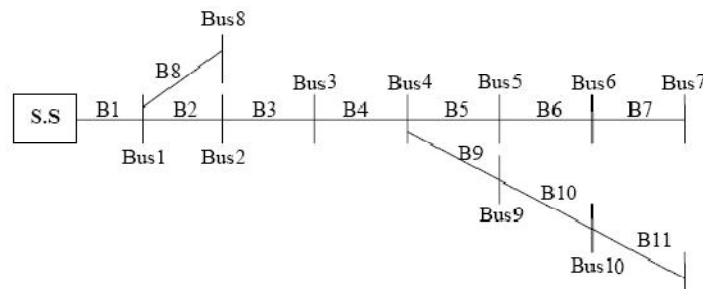 Bus8
B8
Bus3 Bus4 Bus5 Bus6 Bus7
S.S B1 B2 B3 B4 B5 B6 B7
Bus1 Bus2
B9
B10
Bus9
B11
Bus10